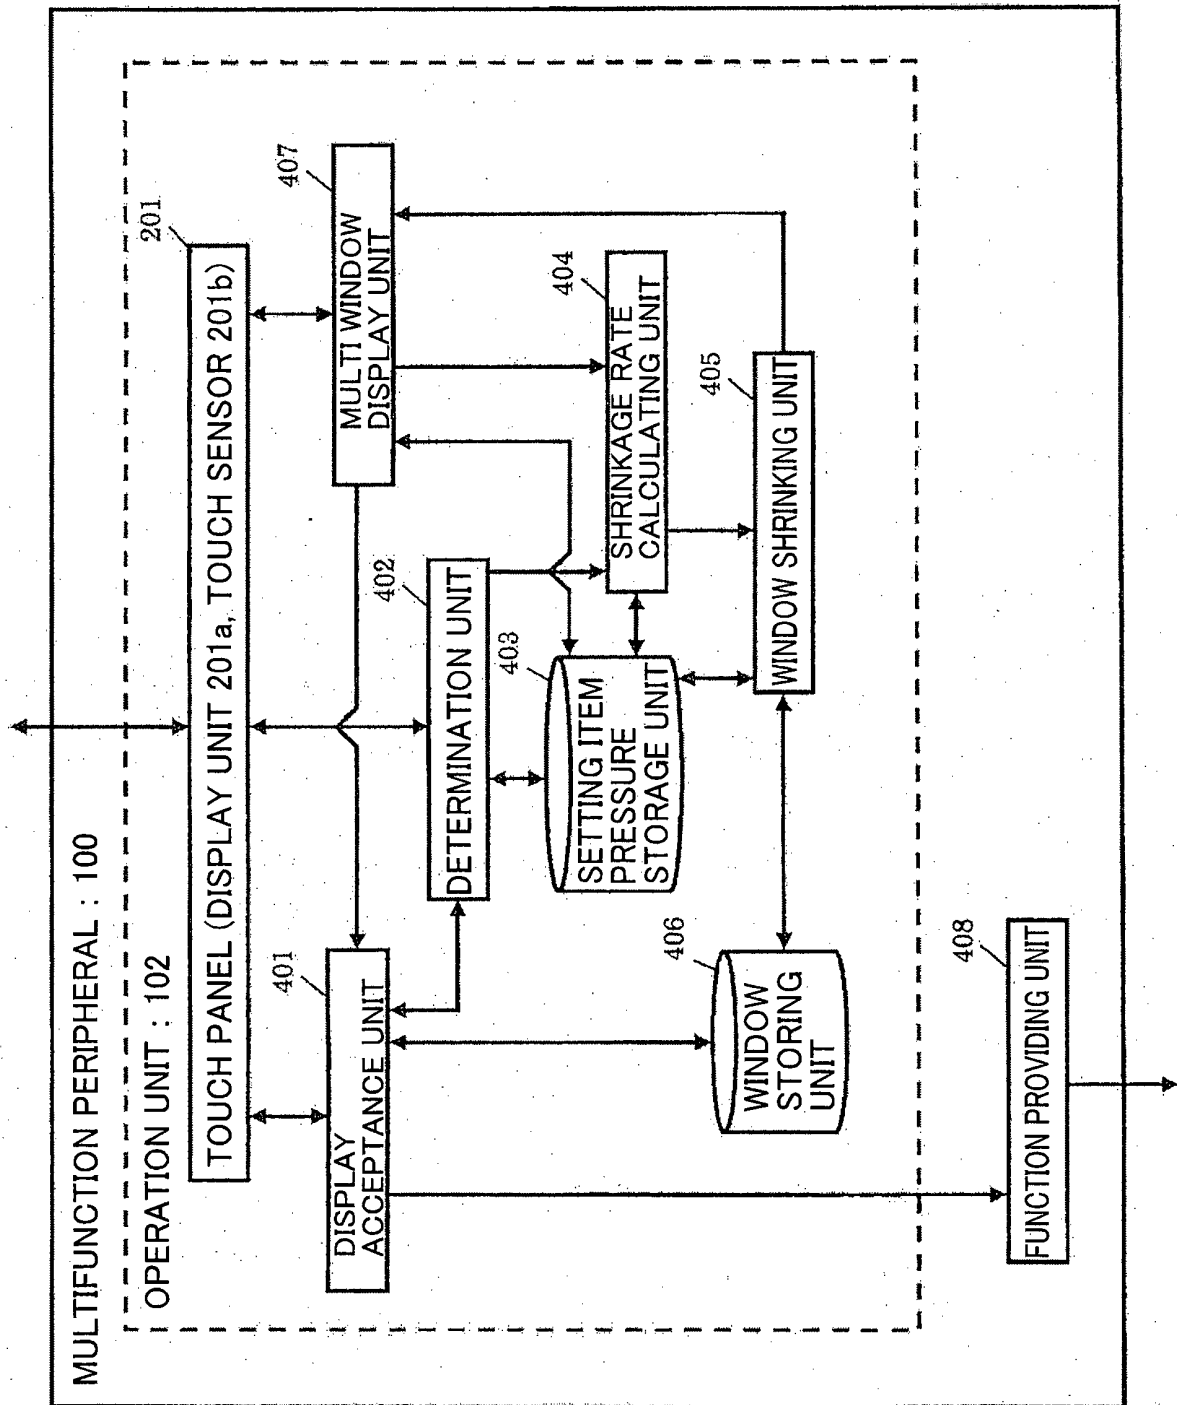 MULTIFUNCTION PERIPHERAL : 100
OPERATION UNIT : 102
201
TOUCH PANEL (DISPLAY UNIT 201a, TOUCH SENSOR 201b)
401
DISPLAY
ACCEPTANCE UNIT
407
MULTI WINDOW
DISPLAY UNIT
402
DETERMINATION UNIT
403
SETTING ITEM
PRESSURE
STORAGE UNIT
404
SHRINKAGE RATE
CALCULATING UNIT
406
WINDOW
STORING
UNIT
405
WINDOW SHRINKING UNIT
408
FUNCTION PROVIDING UNIT